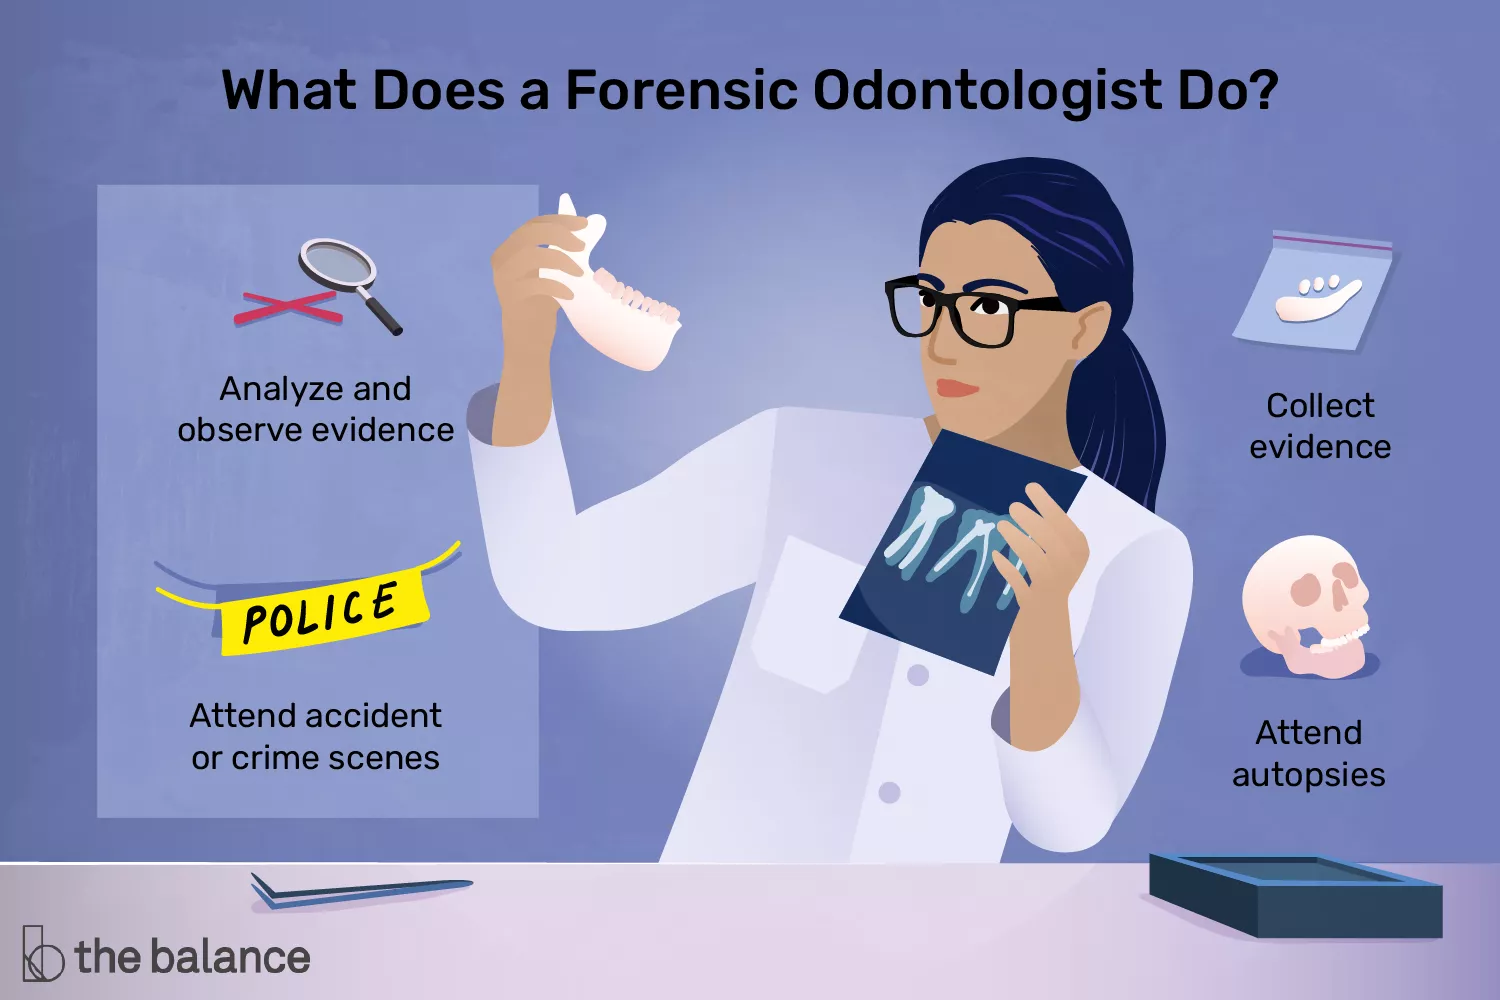 What Does a Forensic Odontologist Do?
Analyze and
observe evidence
POLICE
Attend accident
or crime scenes
Collect
evidence
Attend
autopsies
the balance